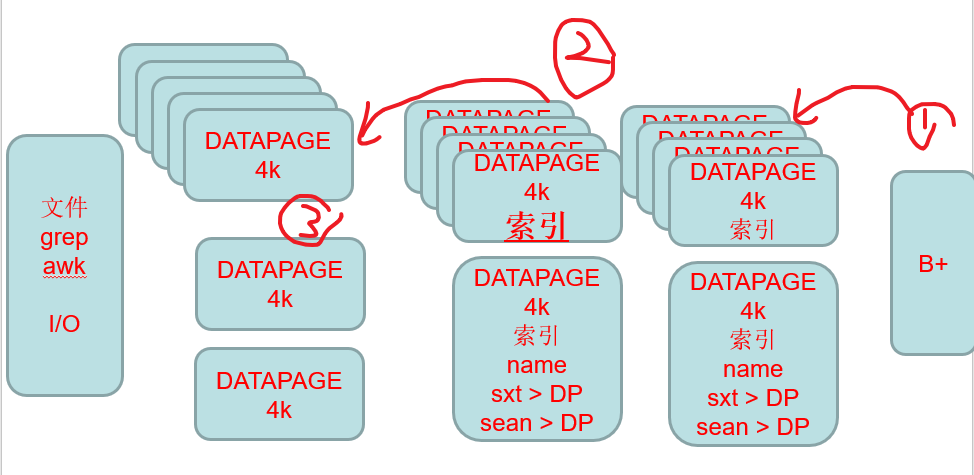 文件
grep
awk
I/O
DATAPAGE
4k
3
DATAPAGE
4k
DATAPAGE
4k
2
DATAPAGE
DATAPAGE
DATAPAGE
DATAPAGE
4k
索引
DATAPAGE
4k
索引
name
sxt > DP
sean > DP
DATAPAGE
DATAPAGE
DATAPAGE
DATAPAGE
4k
索引
DATAPAGE
4k
索引
name
sxt > DP
sean > DP
1
B+